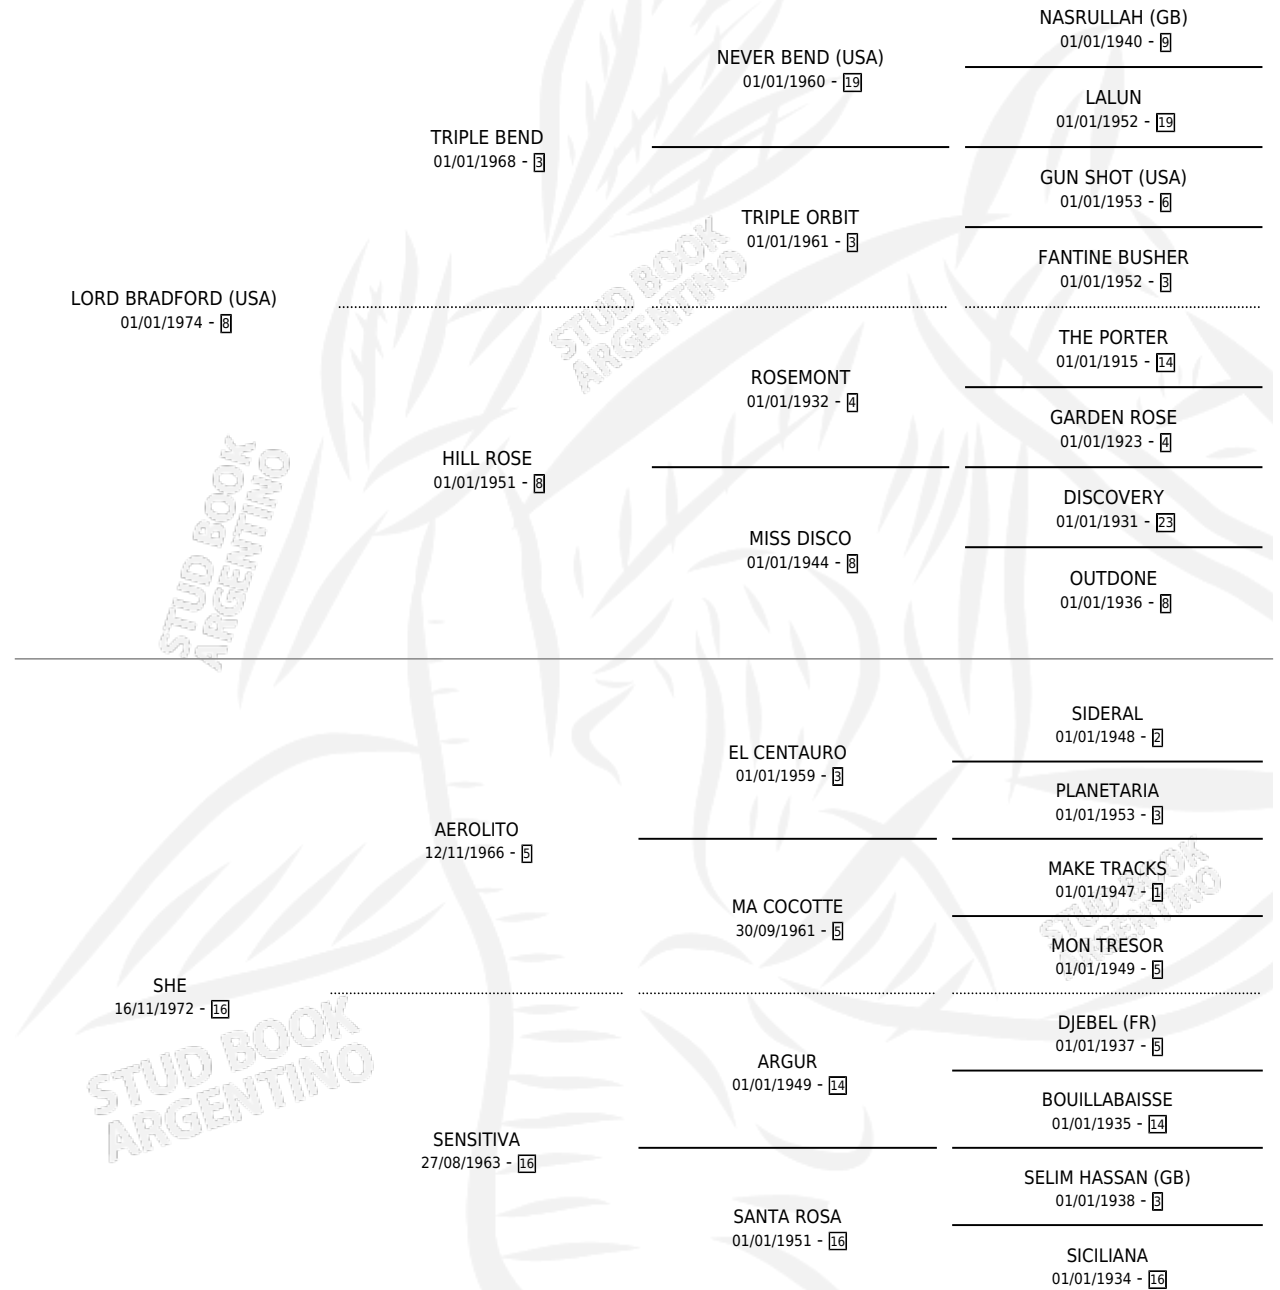 NASRULLAH (GB)
01/01/1940 - 9
NEVER BEND (USA)
01/01/1960 - 19
LALUN
01/01/1952 - 19
TRIPLE BEND
01/01/1968 - 3
GUN SHOT (USA)
01/01/1953 - 6
TRIPLE ORBIT
01/01/1961 - 3
FANTINE BUSHER
01/01/1952 - 3
LORD BRADFORD (USA)
01/01/1974 - 8
THE PORTER
01/01/1915 - 14
ROSEMONT
01/01/1932 - 4
GARDEN ROSE
01/01/1923 - 4
HILL ROSE
01/01/1951 - 8
DISCOVERY
01/01/1931 - 23
MISS DISCO
01/01/1944 - 8
OUTDONE
01/01/1936 - 8
SIDERAL
01/01/1948 - 2
EL CENTAURO
01/01/1959 - 3
PLANETARIA
01/01/1953 - 3
AEROLITO
12/11/1966 - 5
MAKE TRACKS
01/01/1947 - 1
MA COCOTTE
30/09/1961 - 5
MON TRESOR
01/01/1949 - 5
SHE
16/11/1972 - 16
DJEBEL (FR)
01/01/1937 - 5
ARGUR
01/01/1949 - 14
BOUILLABAISSE
01/01/1935 - 14
SENSITIVA
27/08/1963 - 16
SELIM HASSAN (GB)
01/01/1938 - 3
SANTA ROSA
01/01/1951 - 16
SICILIANA
01/01/1934 - 16
STUD BOOK
ARGENTINO
STUD BOOK
ARGENTINO
STUD BOOK
ARGENTINO
STUD BOOK
ARGENTINO